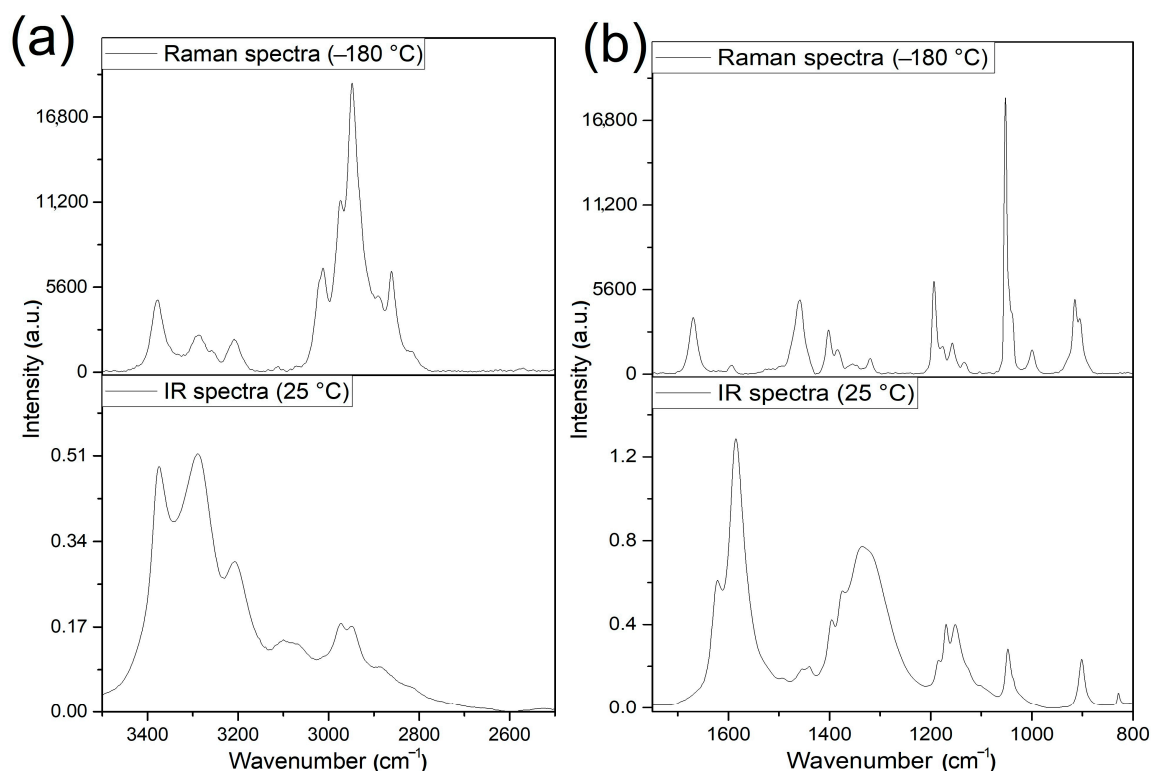 (a)
Raman spectra (–180 °C)
16,800
11,200
5600
0
IR spectra (25 °C)
0.51
0.34
0.17
0.00
Intensity (a.u.)
3400 3200 3000 2800 2600
Wavenumber (cm⁻¹)
(b)
Raman spectra (–180 °C)
16,800
11,200
5600
0
IR spectra (25 °C)
1.2
0.8
0.4
0.0
Intensity (a.u.)
1600 1400 1200 1000 800
Wavenumber (cm⁻¹)